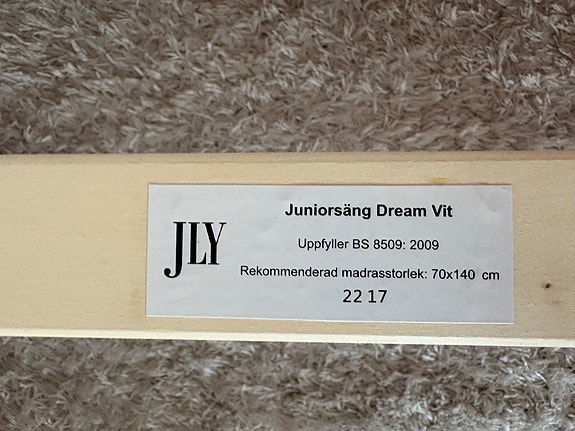 JLY
Juniorsäng Dream Vit
Uppfyller BS 8509: 2009
Rekommenderad madrasstorlek: 70x140 cm
22 17